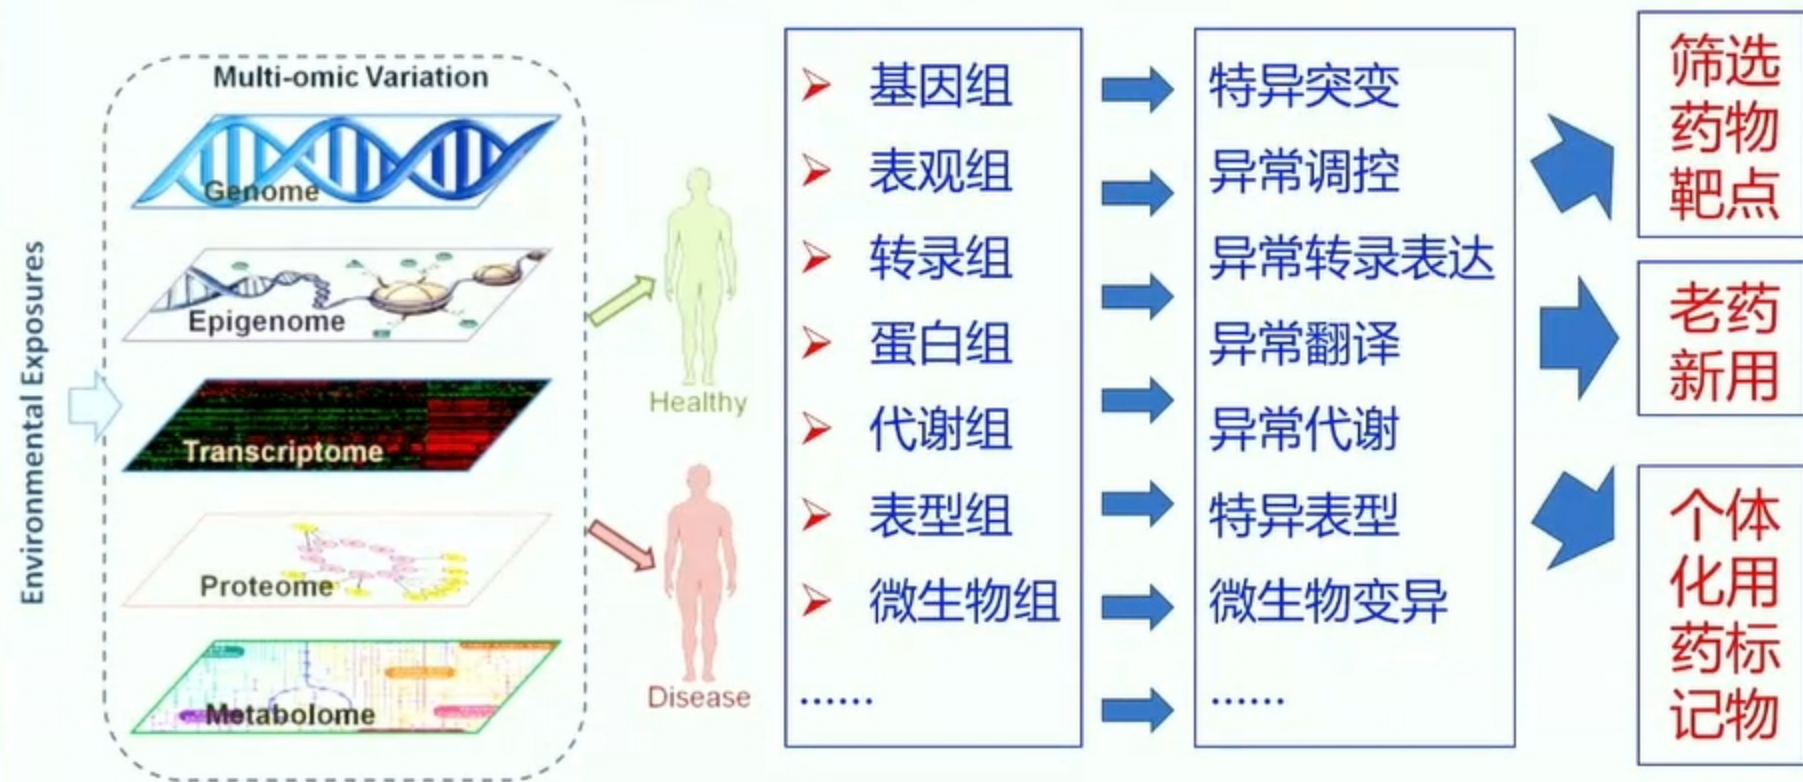 Environmental Exposures
Multi-omic Variation
Genome
Epigenome
Transcriptome
Proteome
Metabolome
Healthy
Disease
基因组
表观组
转录组
蛋白组
代谢组
表型组
微生物组
......
特异突变
异常调控
异常转录表达
异常翻译
异常代谢
特异表型
微生物变异
......
筛选
药物
靶点
老药
新用
个体
化用
药标
记物